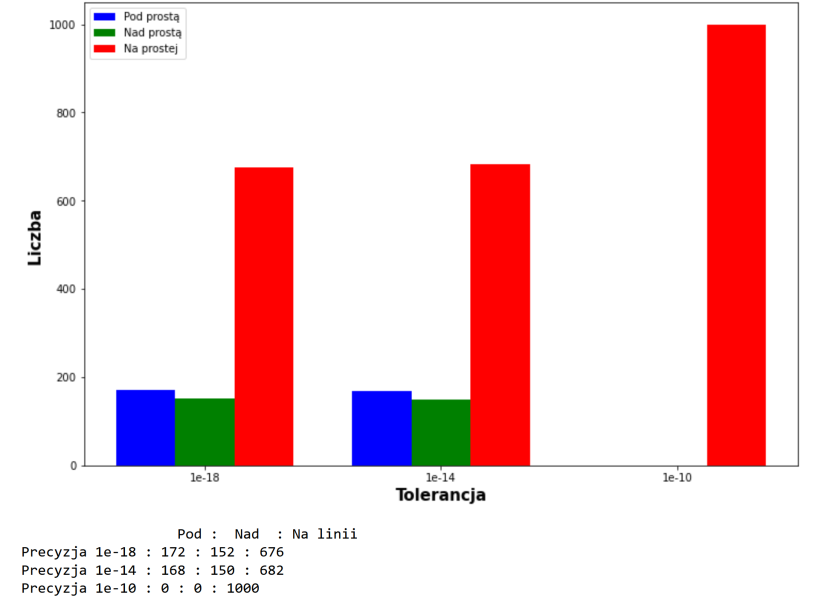 Pod prostą
Nad prostą
Na prostej
1000
800
600
400
200
0
Liczba
1e-18 1e-14 1e-10
Tolerancja
Pod : Nad : Na linii
Precyzja 1e-18 : 172 : 152 : 676
Precyzja 1e-14 : 168 : 150 : 682
Precyzja 1e-10 : 0 : 0 : 1000